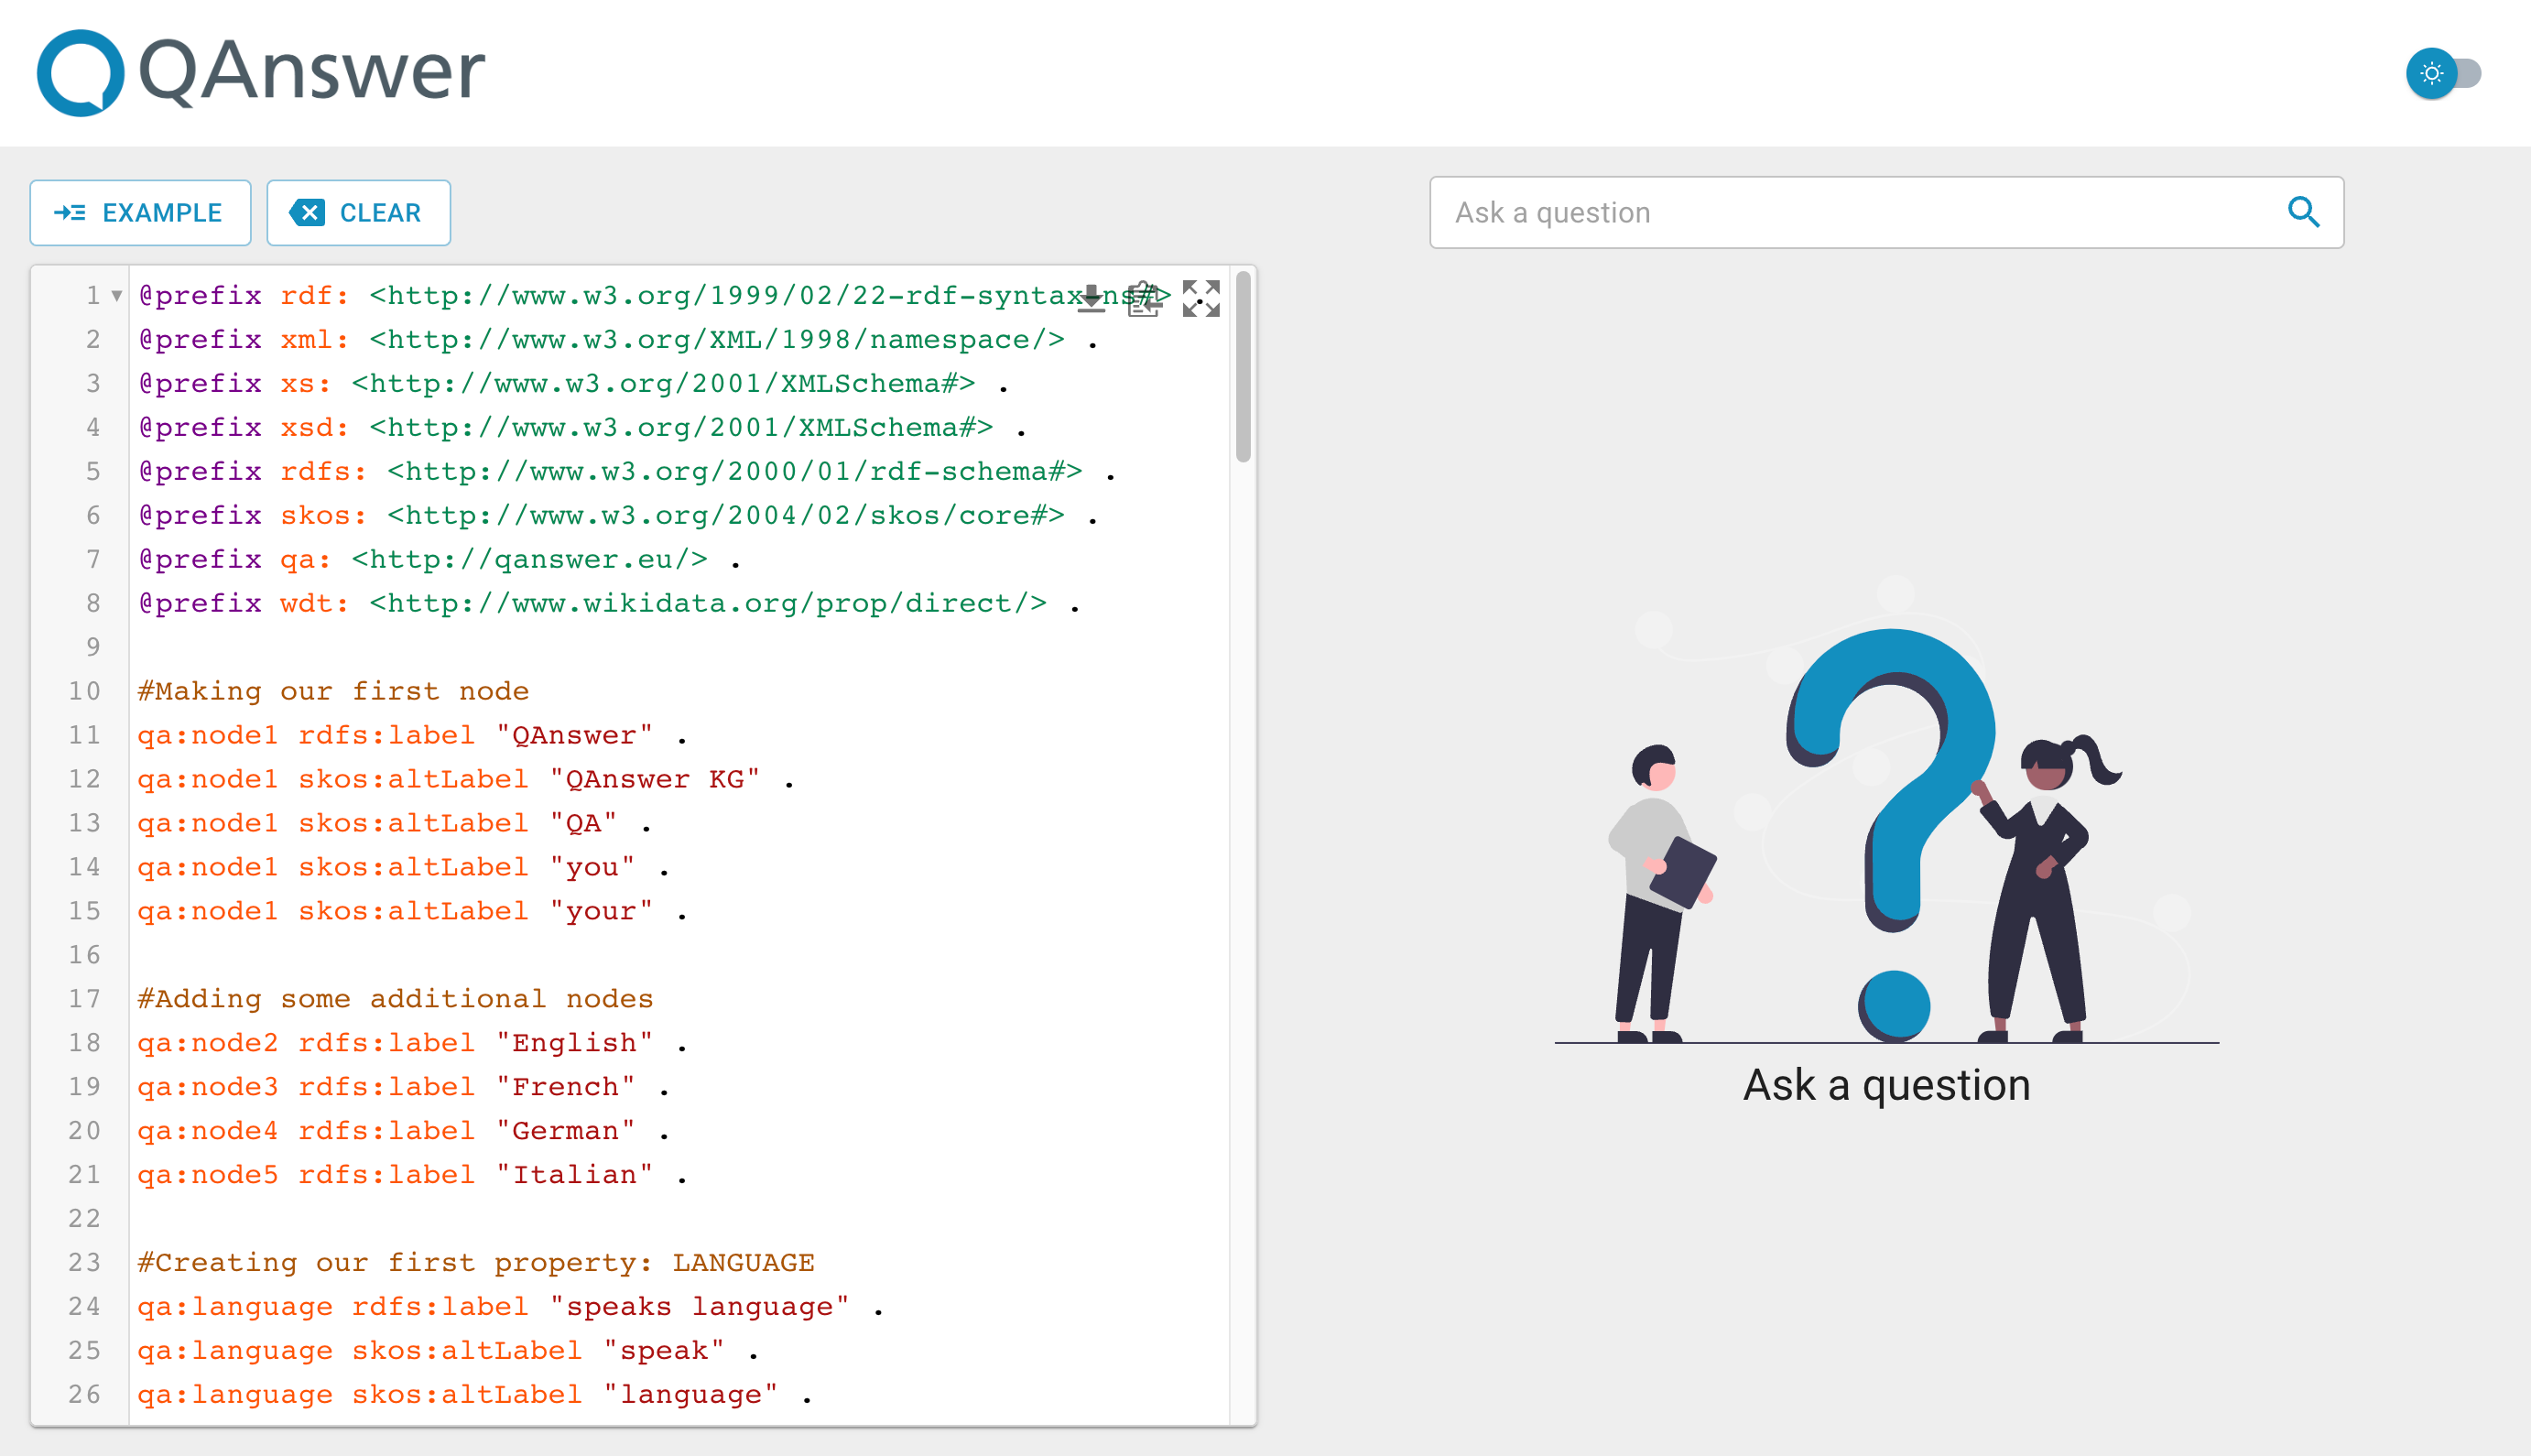 QAnswer
EXAMPLE
CLEAR
Ask a question
1 @prefix rdf: <http://www.w3.org/1999/02/22-rdf-syntax-ns#> .
2 @prefix xml: <http://www.w3.org/XML/1998/namespace/> .
3 @prefix xs: <http://www.w3.org/2001/XMLSchema#> .
4 @prefix xsd: <http://www.w3.org/2001/XMLSchema#> .
5 @prefix rdfs: <http://www.w3.org/2000/01/rdf-schema#> .
6 @prefix skos: <http://www.w3.org/2004/02/skos/core#> .
7 @prefix qa: <http://qanswer.eu/> .
8 @prefix wdt: <http://www.wikidata.org/prop/direct/> .
9
10 #Making our first node
11 qa:node1 rdfs:label "QAnswer" .
12 qa:node1 skos:altLabel "QAnswer KG" .
13 qa:node1 skos:altLabel "QA" .
14 qa:node1 skos:altLabel "you" .
15 qa:node1 skos:altLabel "your" .
16
17 #Adding some additional nodes
18 qa:node2 rdfs:label "English" .
19 qa:node3 rdfs:label "French" .
20 qa:node4 rdfs:label "German" .
21 qa:node5 rdfs:label "Italian" .
22
23 #Creating our first property: LANGUAGE
24 qa:language rdfs:label "speaks language" .
25 qa:language skos:altLabel "speak" .
26 qa:language skos:altLabel "language" .
Ask a question